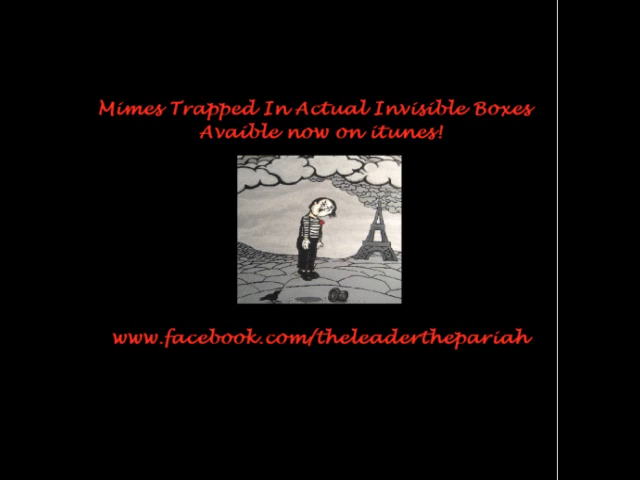 Mimes Trapped In Actual Invisible Boxes
Avaible now on itunes!
www.facebook.com/theleaderthepariah